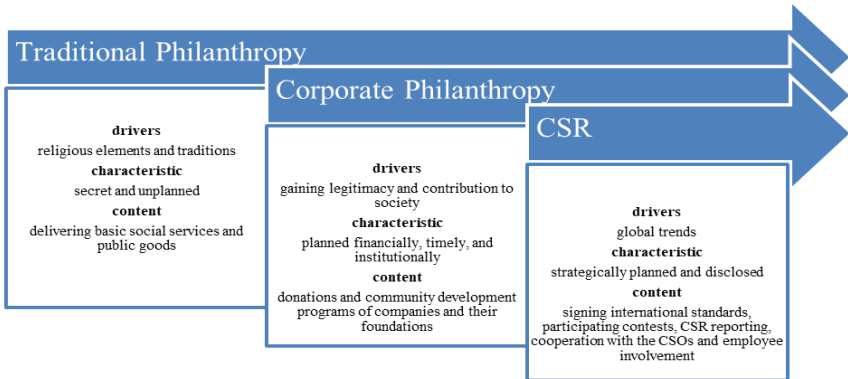 Traditional Philanthropy
drivers
religious elements and traditions
characteristic
secret and unplanned
content
delivering basic social services and
public goods
Corporate Philanthropy
drivers
gaining legitimacy and contribution to
society
characteristic
planned financially, timely, and
institutionally
content
donations and community development
programs of companies and their
foundations
CSR
drivers
global trends
characteristic
strategically planned and disclosed
content
signing international standards,
participating contests, CSR reporting,
cooperation with the CSOs and employee
involvement